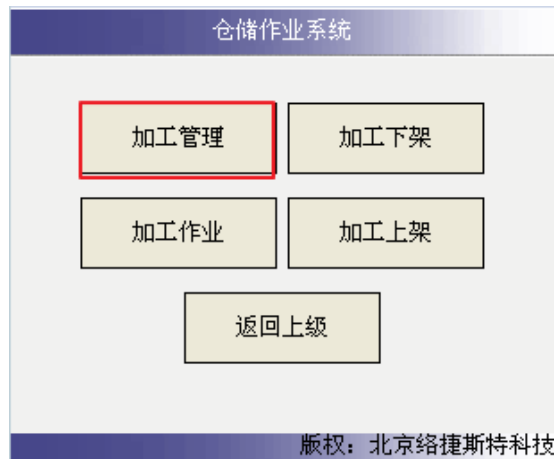 仓储作业系统
加工管理 加工下架
加工作业 加工上架
返回上级
版权：北京络捷斯特科技